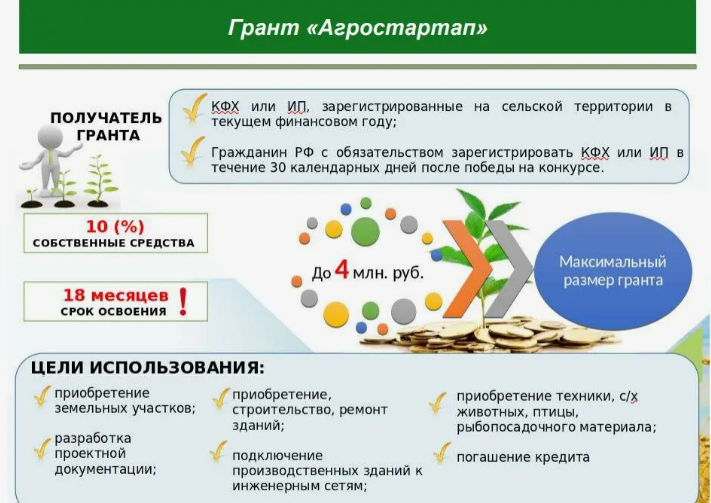 Грант «Агростартап»
ПОЛУЧАТЕЛЬ
ГРАНТА
КФХ или ИП, зарегистрированные на сельской территории в
текущем финансовом году;
Гражданин РФ с обязательством зарегистрировать КФХ или ИП в
течение 30 календарных дней после победы на конкурсе.
10 (%)
СОБСТВЕННЫЕ СРЕДСТВА
18 месяцев
СРОК ОСВОЕНИЯ !
До 4 млн. руб.
Максимальный
размер гранта
ЦЕЛИ ИСПОЛЬЗОВАНИЯ:
приобретение
земельных участков;
разработка
проектной
документации;
приобретение,
строительство, ремонт
зданий;
подключение
производственных зданий к
инженерным сетям;
приобретение техники, с/х
животных, птицы,
рыбопосадочного материала;
погашение кредита